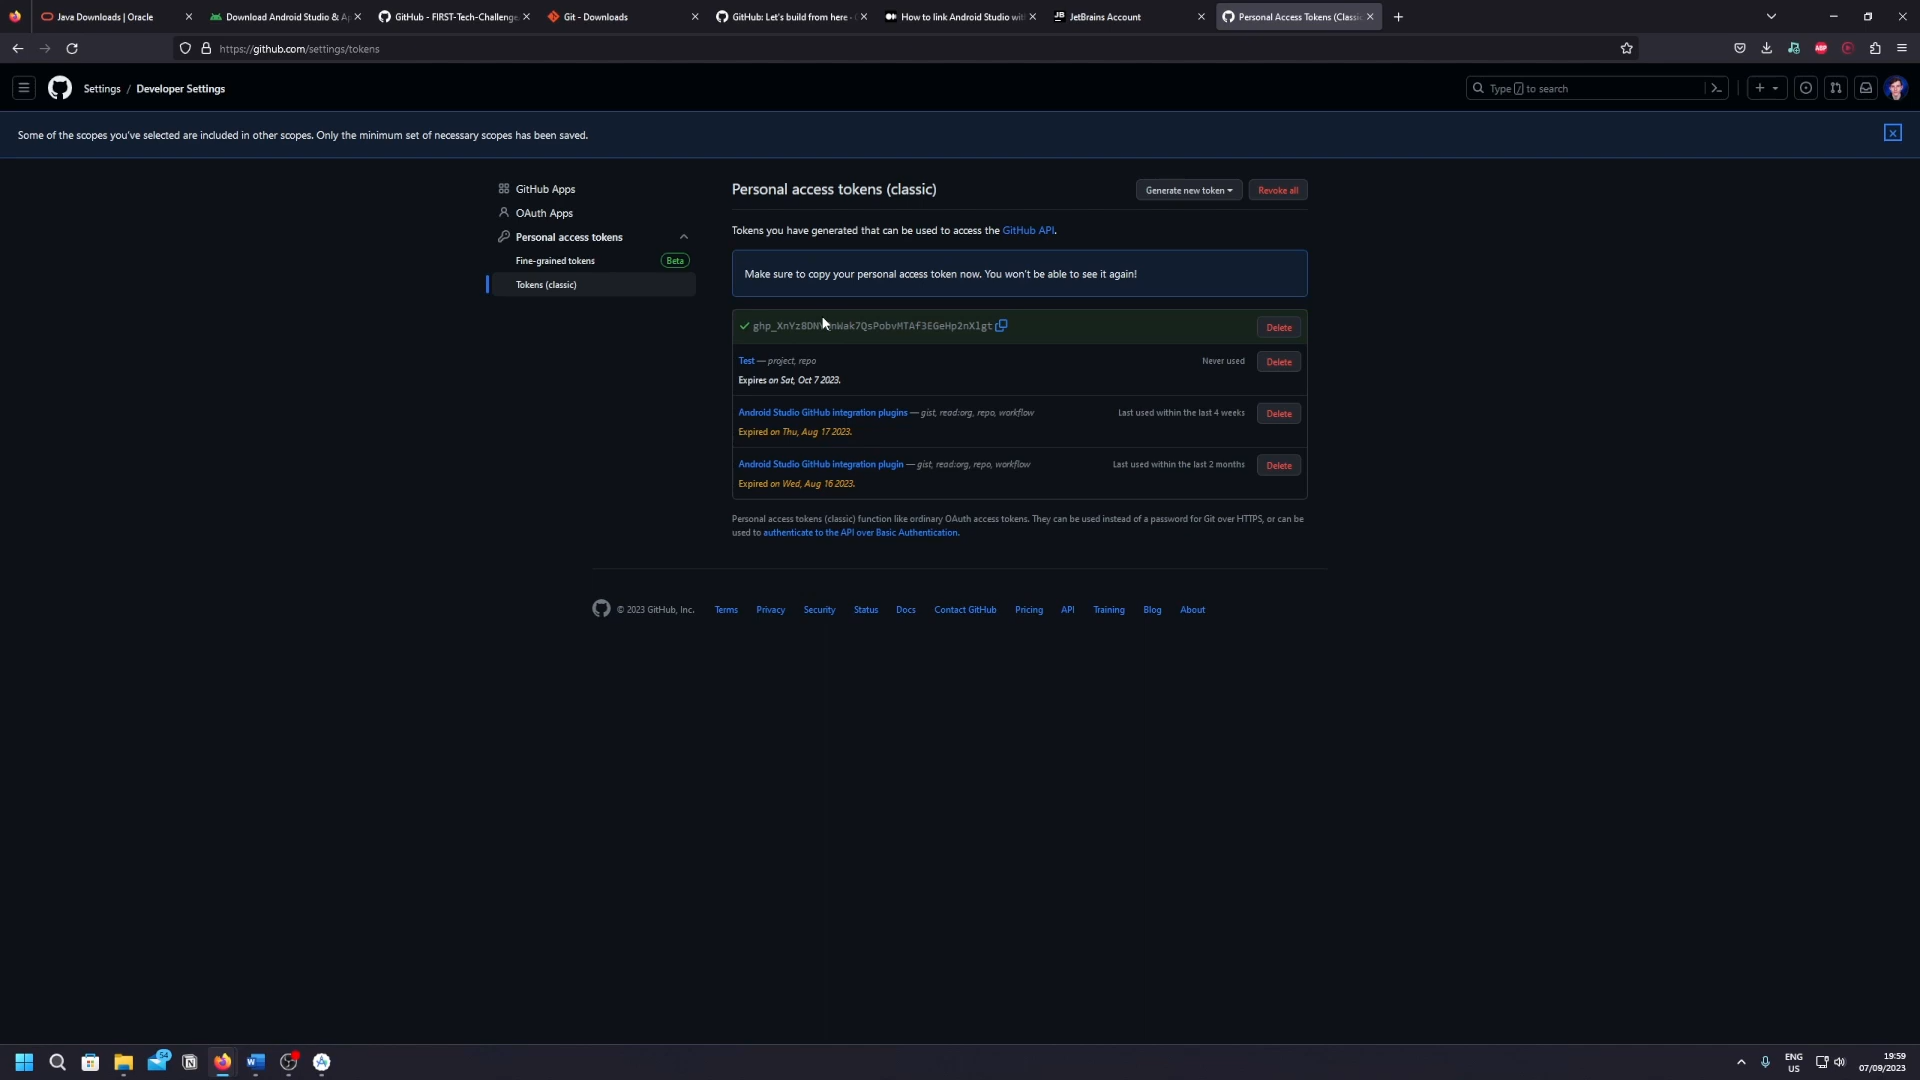 Java Downloads | Oracle
Download Android Studio & A
GitHub - FIRST-Tech-Challenge
Git - Downloads
GitHub: Let's build from here ·
How to link Android Studio wit
JetBrains Account
Personal Access Tokens (Classic
https://github.com/settings/tokens
Settings / Developer Settings
Type / to search
Some of the scopes you've selected are included in other scopes. Only the minimum set of necessary scopes has been saved.
GitHub Apps
OAuth Apps
Personal access tokens
Fine-grained tokens Beta
Tokens (classic)
Personal access tokens (classic)
Generate new token
Revoke all
Tokens you have generated that can be used to access the GitHub API.
Make sure to copy your personal access token now. You won't be able to see it again!
Delete
Test — project, repo Never used Delete
Expires on Sat, Oct 7 2023.
Android Studio GitHub integration plugins — gist, read:org, repo, workflow Last used within the last 4 weeks Delete
Expired on Thu, Aug 17 2023.
Android Studio GitHub integration plugin — gist, read:org, repo, workflow Last used within the last 2 months Delete
Expired on Wed, Aug 16 2023.
Personal access tokens (classic) function like ordinary OAuth access tokens. They can be used instead of a password for Git over HTTPS, or can be
used to authenticate to the API over Basic Authentication.
© 2023 GitHub, Inc. Terms Privacy Security Status Docs Contact GitHub Pricing API Training Blog About
54
ENG
US
19:59
07/09/2023